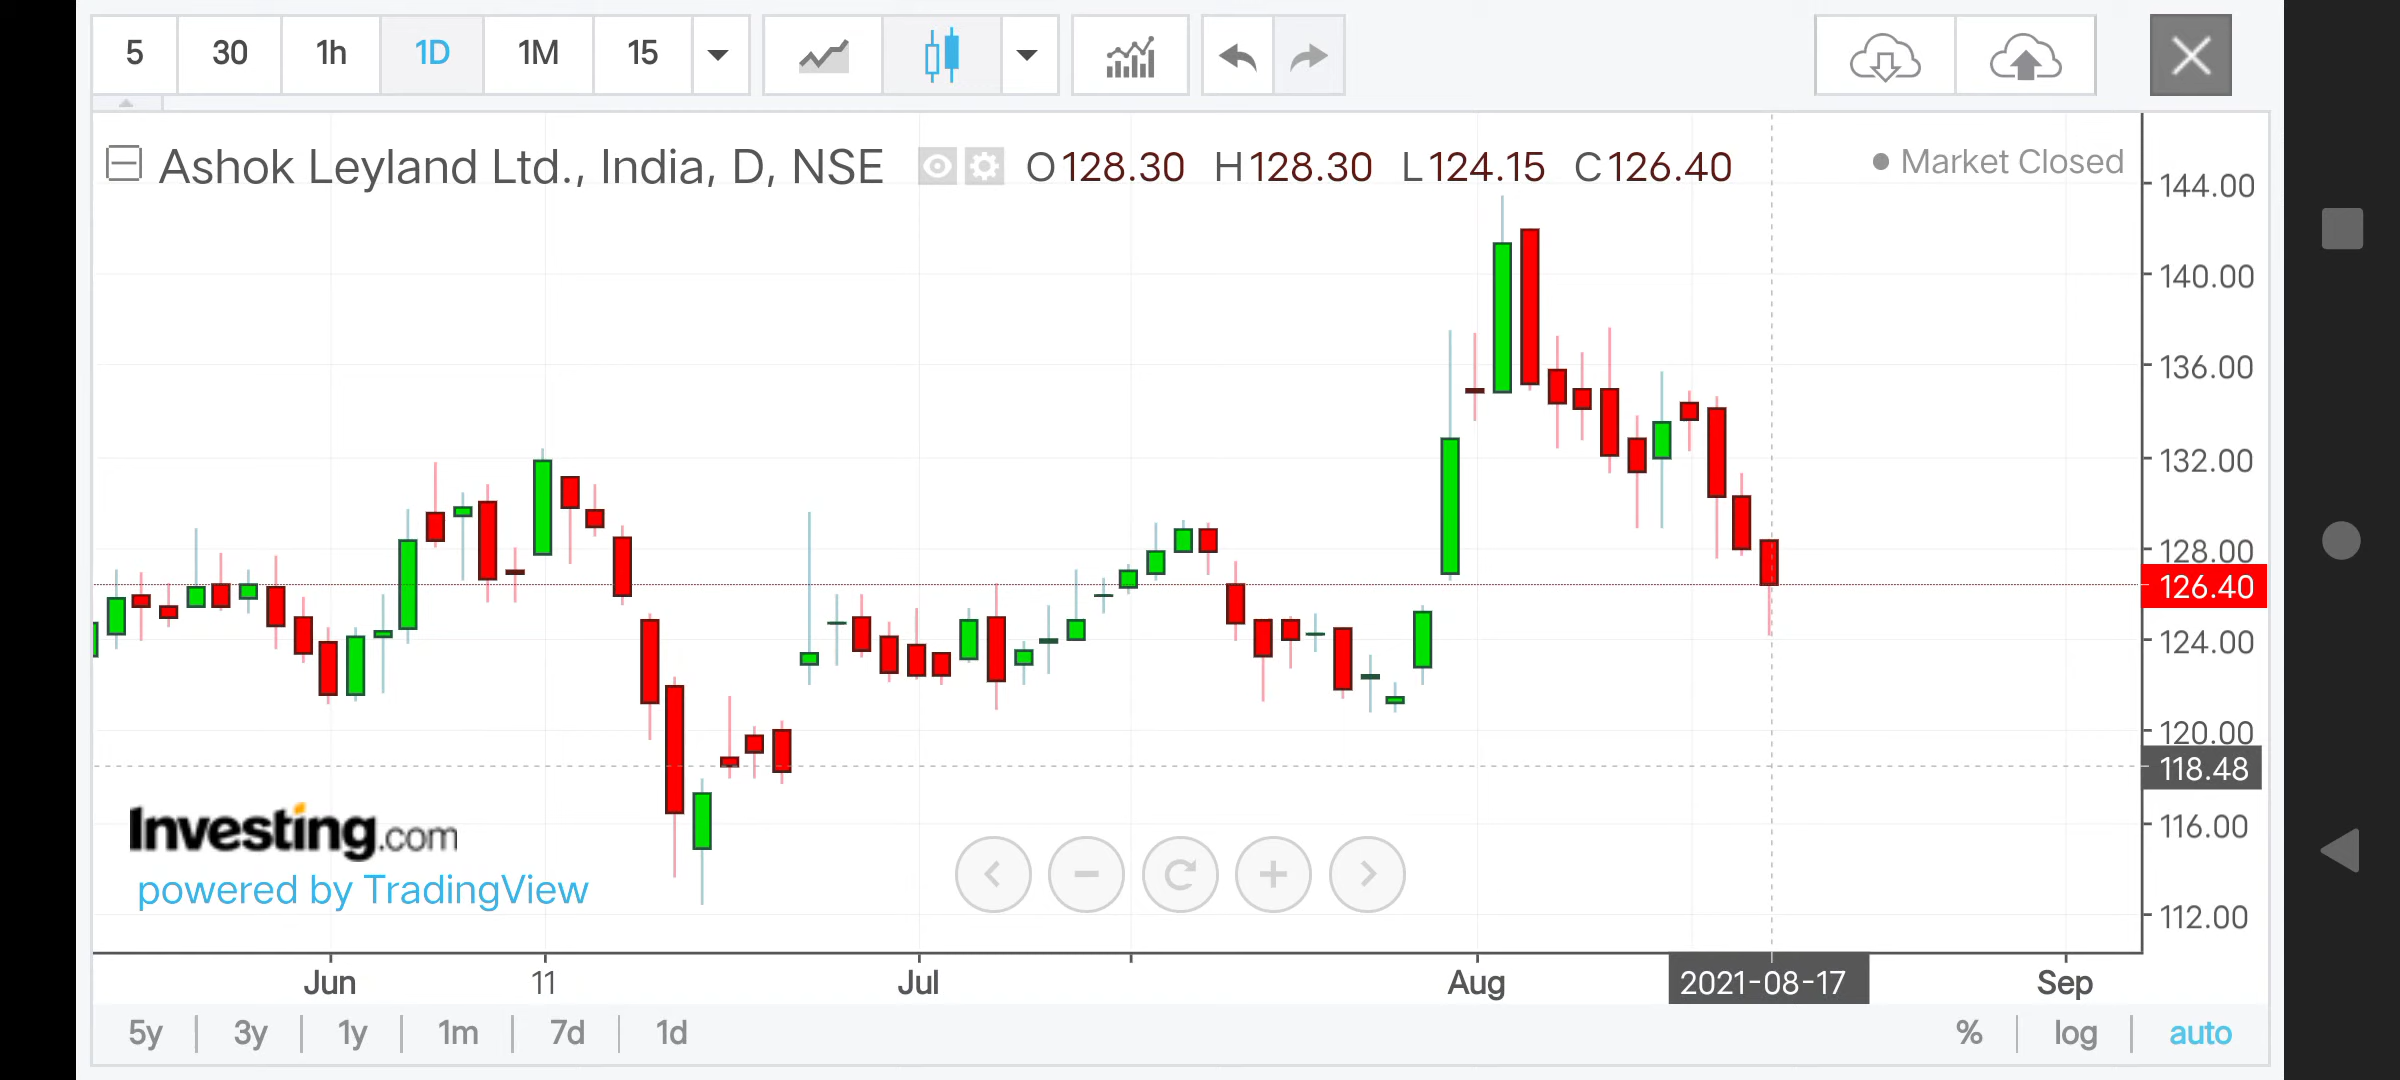 5 30 1h 1D 1M 15
Ashok Leyland Ltd., India, D, NSE O128.30 H128.30 L124.15 C126.40 Market Closed
144.00
140.00
136.00
132.00
128.00
126.40
124.00
120.00
118.48
116.00
112.00
Investing.com
powered by TradingView
Jun 11 Jul Aug 2021-08-17 Sep
5y 3y 1y 1m 7d 1d % log auto